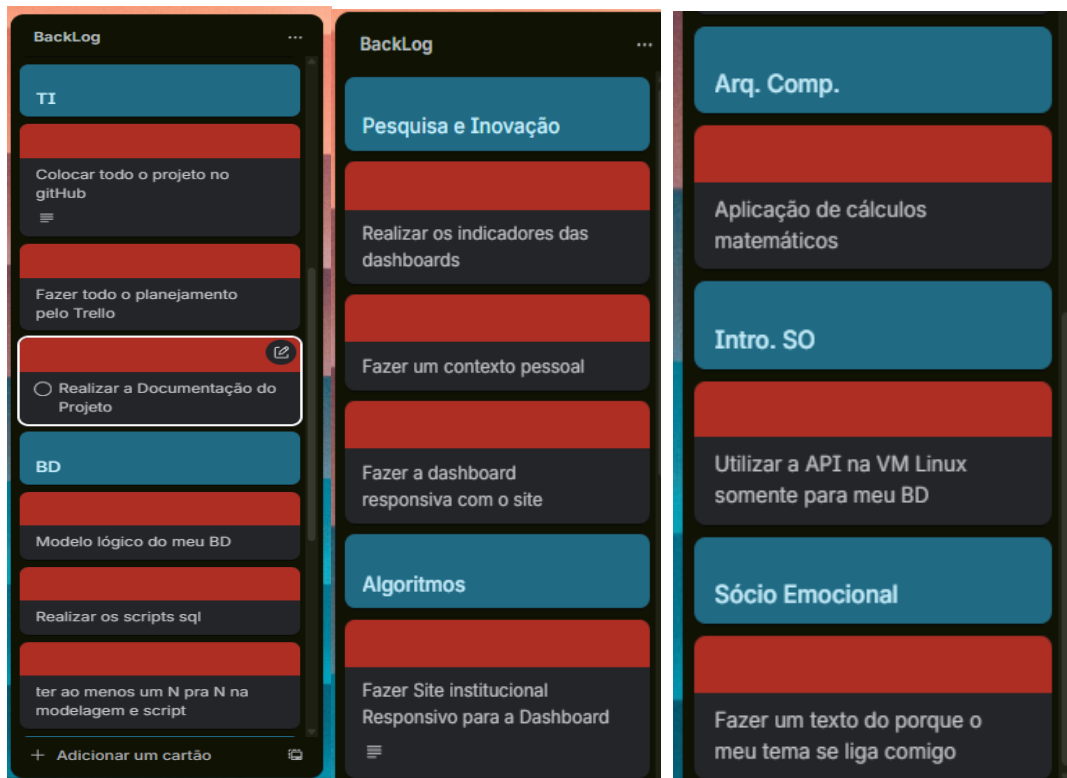 BackLog
TI
Colocar todo o projeto no
gitHub
Fazer todo o planejamento
pelo Trello
Realizar a Documentação do
Projeto
BD
Modelo lógico do meu BD
Realizar os scripts sql
ter ao menos um N pra N na
modelagem e script
+ Adicionar um cartão
BackLog
Pesquisa e Inovação
Realizar os indicadores das
dashboards
Fazer um contexto pessoal
Fazer a dashboard
responsiva com o site
Algoritmos
Fazer Site institucional
Responsivo para a Dashboard
Arq. Comp.
Aplicação de cálculos
matemáticos
Intro. SO
Utilizar a API na VM Linux
somente para meu BD
Sócio Emocional
Fazer um texto do porque o
meu tema se liga comigo